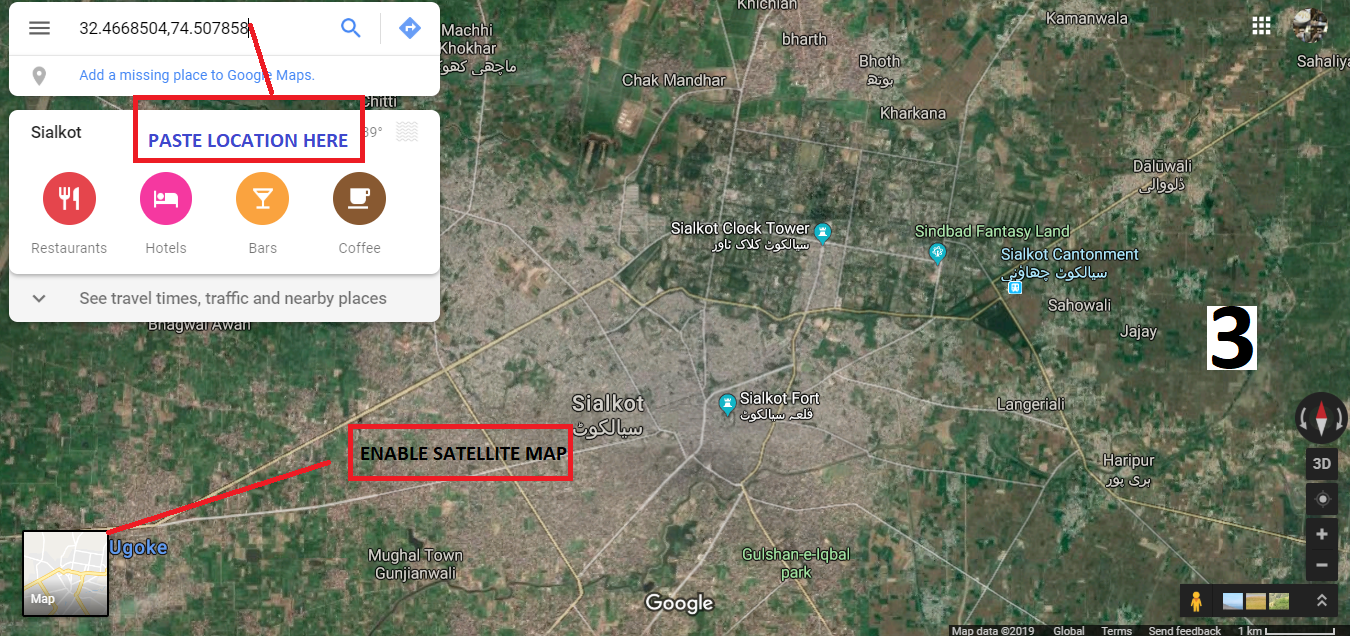 32.4668504,74.507858
Add a missing place to Google Maps.
Sialkot
PASTE LOCATION HERE
39°
Restaurants
Hotels
Bars
Coffee
See travel times, traffic and nearby places
Khichian
Kamanwala
Machhi
Khokhar
ماچھی کھوکھر
bharth
Bhoth
بوتھ
Sahaliya
Chak Mandhar
chitti
Kharkana
Dālūwāli
ڈلووالی
Sialkot Clock Tower
سیالکوٹ کلاک ٹاور
Sindbad Fantasy Land
Sialkot Cantonment
سیالکوٹ چھاؤنی
Sahowali
Jajay
3
Bhagwal Awan
Sialkot
سیالکوٹ
Sialkot Fort
قلعہ سیالکوٹ
Langeriali
ENABLE SATELLITE MAP
Haripur
ہری پور
3D
Ugoke
Map
Mughal Town
Gunjianwali
Gulshan-e-Iqbal
park
Google
Map data ©2019
Global
Terms
Send feedback
1 km